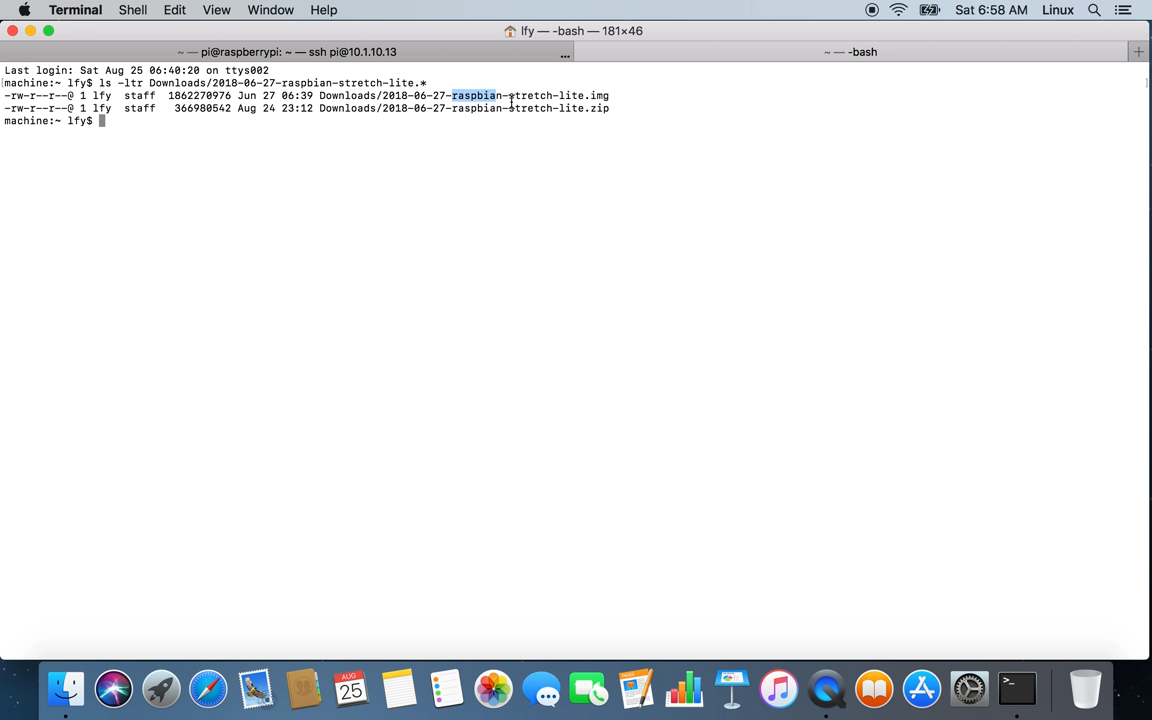 Terminal Shell Edit View Window Help Sat 6:58 AM Linux
lfy — -bash — 181×46
~ — pi@raspberrypi: ~ — ssh pi@10.1.10.13 ... ~ — -bash +
Last login: Sat Aug 25 06:40:20 on ttys002
[machine:~ lfy$ ls -ltr Downloads/2018-06-27-raspbian-stretch-lite.* ]
-rw-r--r--@ 1 lfy staff 1862270976 Jun 27 06:39 Downloads/2018-06-27-raspbian-stretch-lite.img
-rw-r--r--@ 1 lfy staff 366980542 Aug 24 23:12 Downloads/2018-06-27-raspbian-stretch-lite.zip
machine:~ lfy$
AUG
25
>_